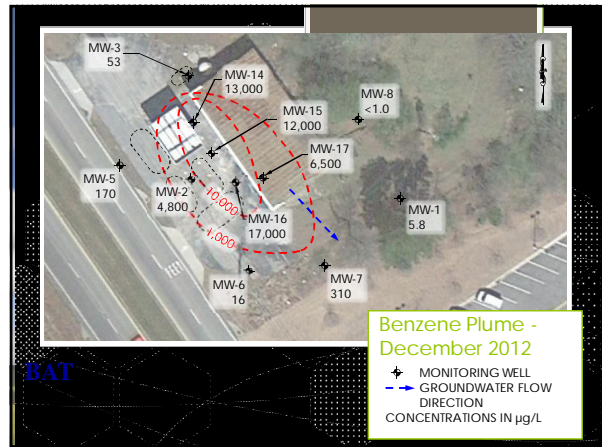 MW-3
53
MW-14
13,000
MW-8
<1.0
MW-15
12,000
MW-17
6,500
MW-5
170
MW-2
4,800
10,000
MW-16
17,000
MW-1
5.8
1,000
MW-6
16
MW-7
310
Benzene Plume -
December 2012
MONITORING WELL
GROUNDWATER FLOW
DIRECTION
CONCENTRATIONS IN µg/L
BAT